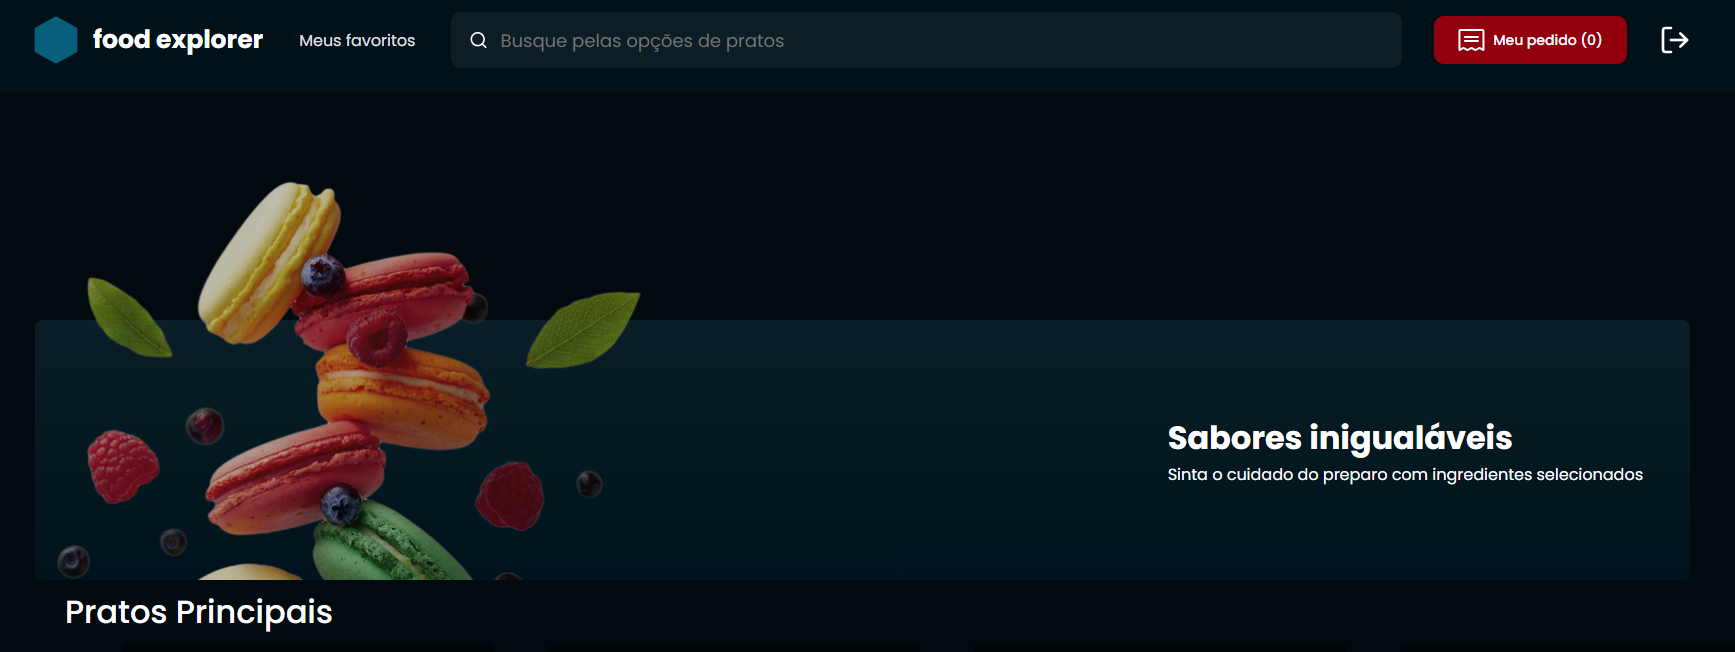 food explorer
Meus favoritos
Busque pelas opções de pratos
Meu pedido (0)
Sabores inigualáveis
Sinta o cuidado do preparo com ingredientes selecionados
Pratos Principais